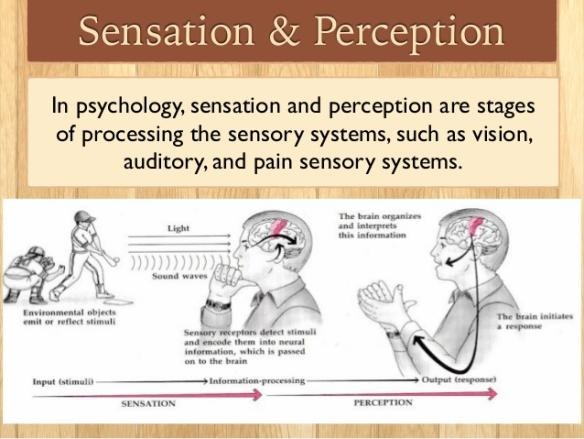 Sensation & Perception
In psychology, sensation and perception are stages
of processing the sensory systems, such as vision,
auditory, and pain sensory systems.
Light
Sound waves
Environmental objects
emit or reflect stimuli
Sensory receptors detect stimuli
and encode them into neural
information, which is passed
on to the brain
The brain organizes
and interprets
this information
The brain initiates
a response
Input (stimuli) Information-processing Output (response)
SENSATION PERCEPTION